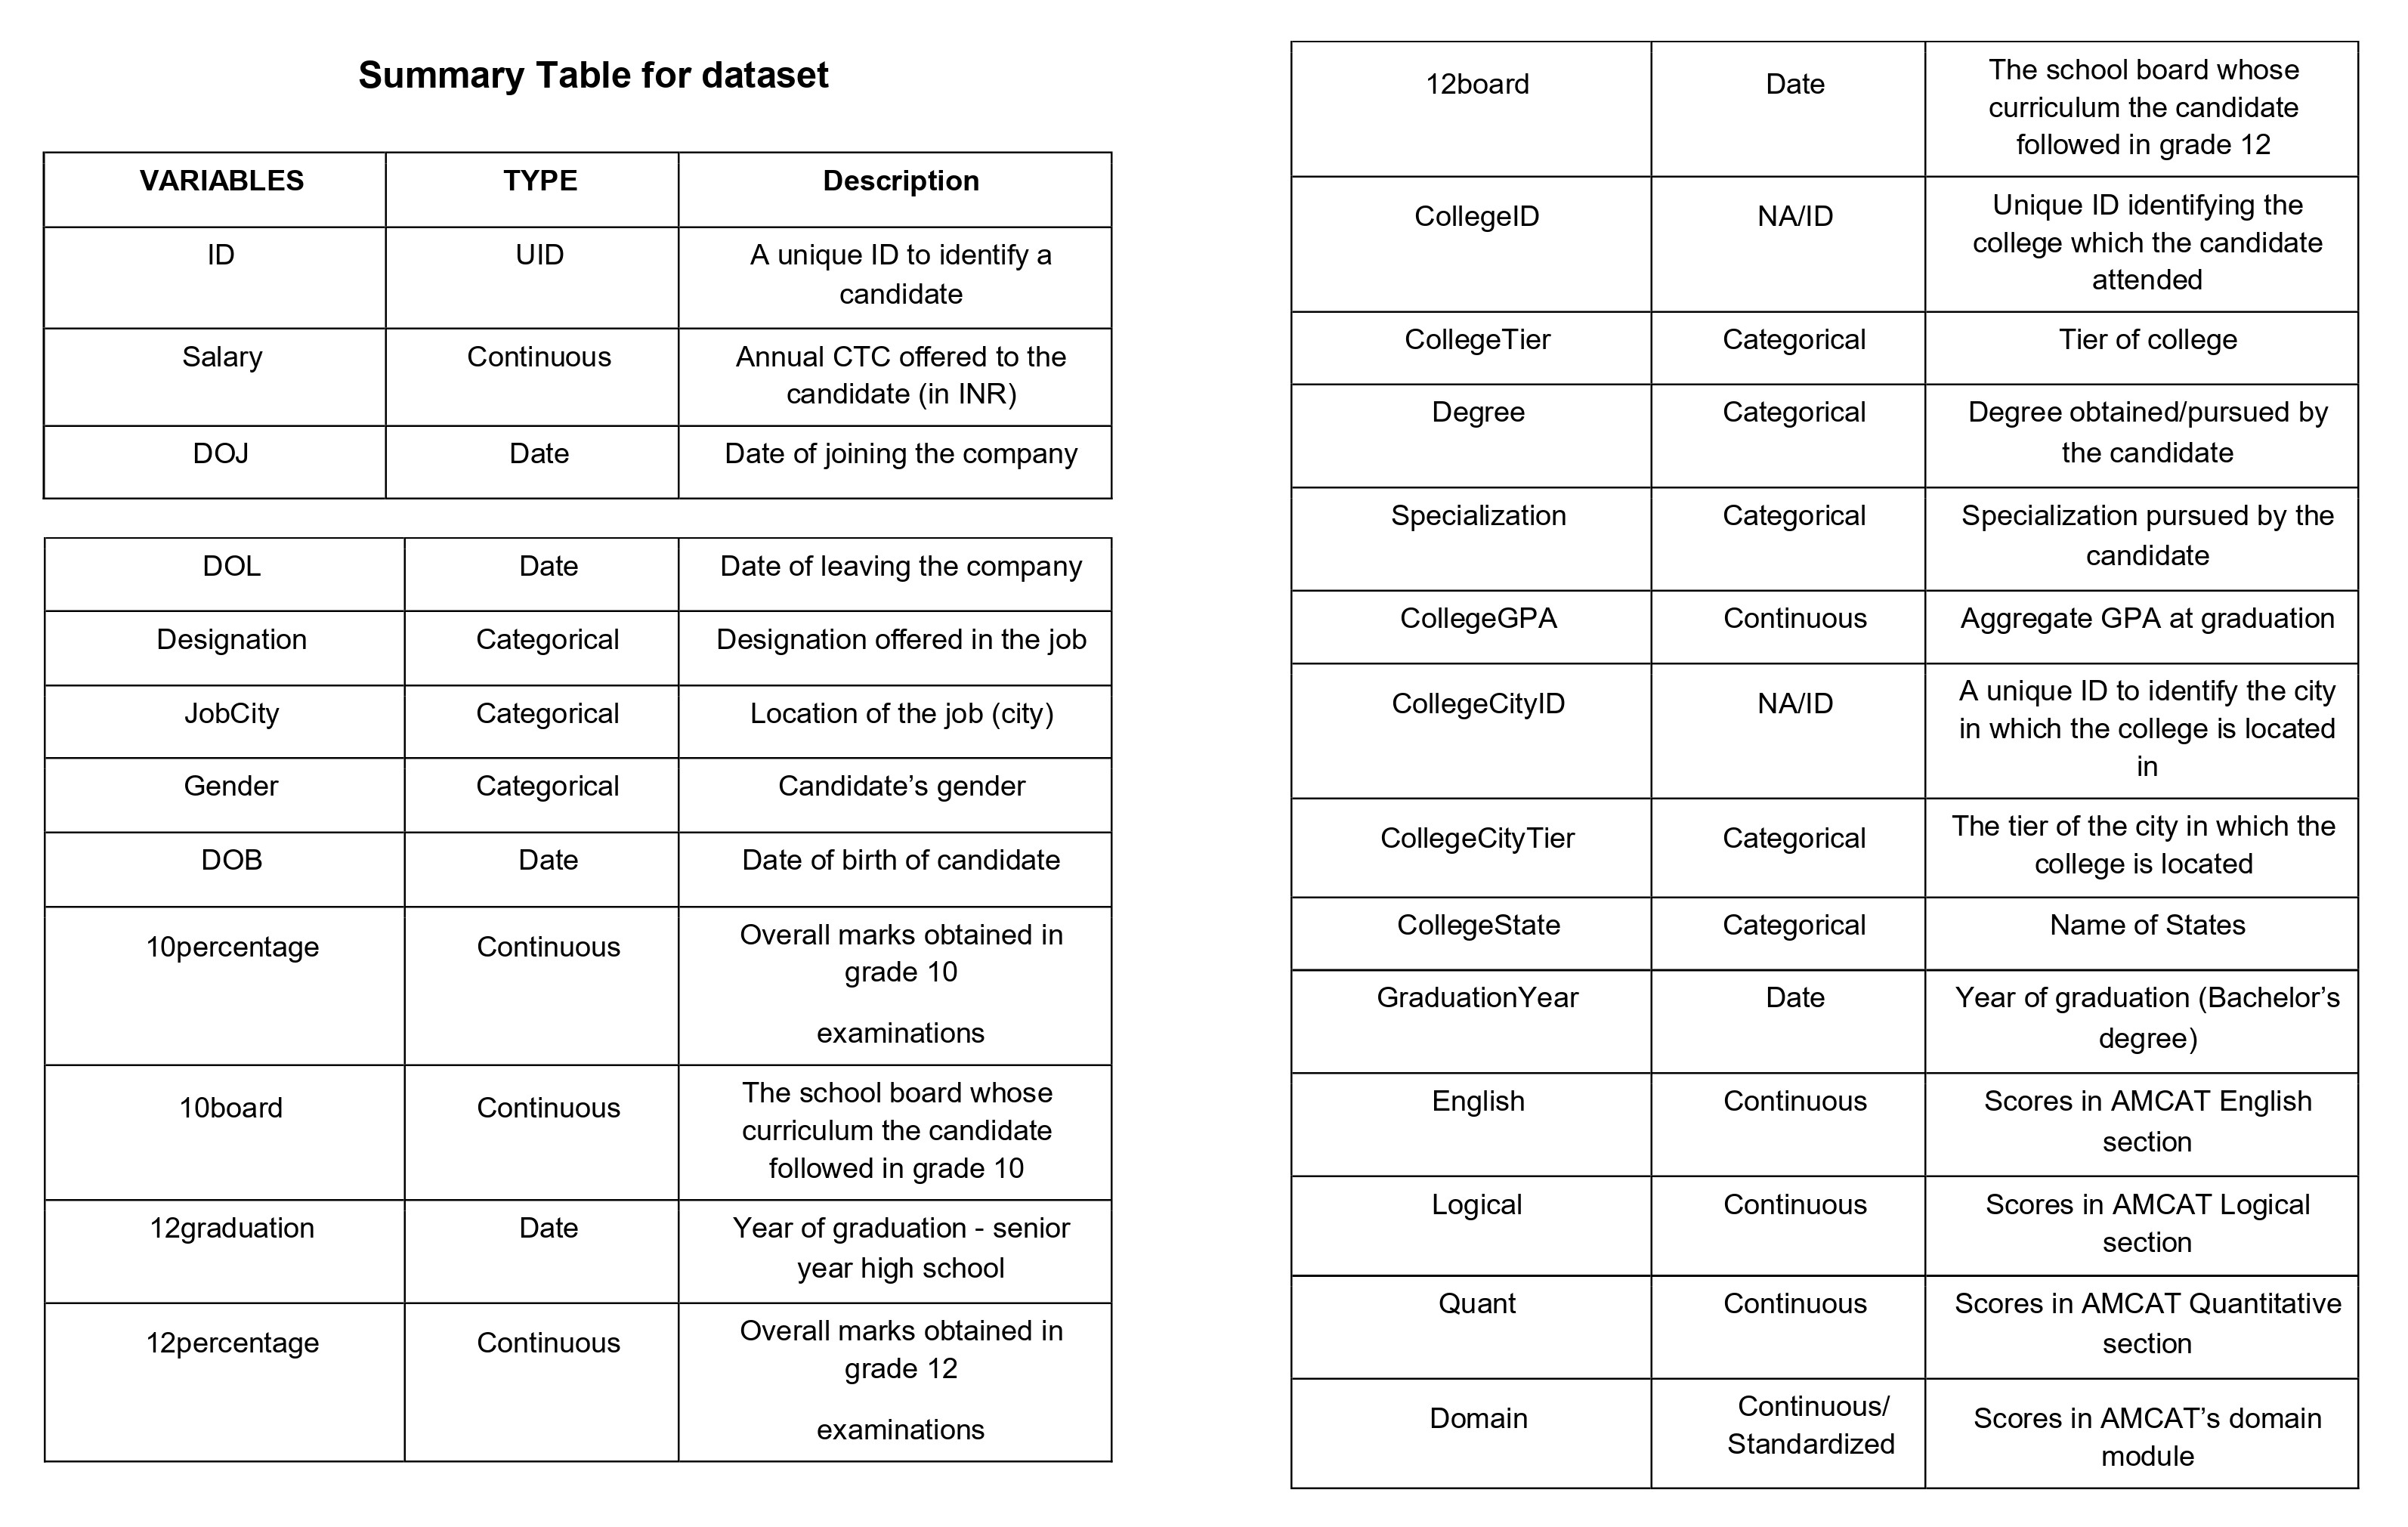 Summary Table for dataset
VARIABLES TYPE Description
ID UID A unique ID to identify a
candidate
Salary Continuous Annual CTC offered to the
candidate (in INR)
DOJ Date Date of joining the company
DOL Date Date of leaving the company
Designation Categorical Designation offered in the job
JobCity Categorical Location of the job (city)
Gender Categorical Candidate’s gender
DOB Date Date of birth of candidate
10percentage Continuous Overall marks obtained in
grade 10
examinations
10board Continuous The school board whose
curriculum the candidate
followed in grade 10
12graduation Date Year of graduation - senior
year high school
12percentage Continuous Overall marks obtained in
grade 12
examinations
12board Date The school board whose
curriculum the candidate
followed in grade 12
CollegeID NA/ID Unique ID identifying the
college which the candidate
attended
CollegeTier Categorical Tier of college
Degree Categorical Degree obtained/pursued by
the candidate
Specialization Categorical Specialization pursued by the
candidate
CollegeGPA Continuous Aggregate GPA at graduation
CollegeCityID NA/ID A unique ID to identify the city
in which the college is located
in
CollegeCityTier Categorical The tier of the city in which the
college is located
CollegeState Categorical Name of States
GraduationYear Date Year of graduation (Bachelor’s
degree)
English Continuous Scores in AMCAT English
section
Logical Continuous Scores in AMCAT Logical
section
Quant Continuous Scores in AMCAT Quantitative
section
Domain Continuous/ Scores in AMCAT’s domain
Standardized module